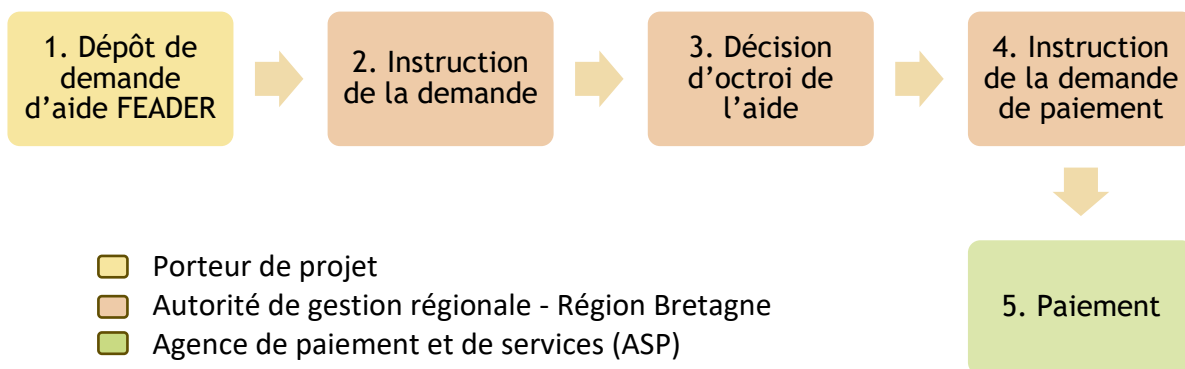 1. Dépôt de
demande
d’aide FEADER
2. Instruction
de la demande
3. Décision
d’octroi de
l’aide
4. Instruction
de la demande
de paiement
Porteur de projet
Autorité de gestion régionale - Région Bretagne
Agence de paiement et de services (ASP)
5. Paiement